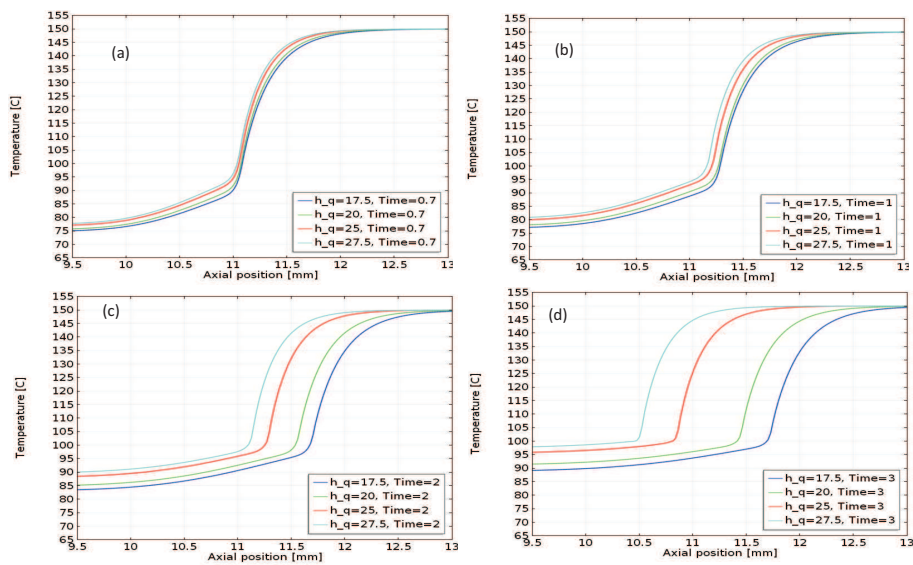 (a)
Temperature [C]
155
150
145
140
135
130
125
120
115
110
105
100
95
90
85
80
75
70
65
h_q=17.5, Time=0.7
h_q=20, Time=0.7
h_q=25, Time=0.7
h_q=27.5, Time=0.7
9.5 10 10.5 11 11.5 12 12.5 13
Axial position [mm]
(b)
Temperature [C]
155
150
145
140
135
130
125
120
115
110
105
100
95
90
85
80
75
70
65
h_q=17.5, Time=1
h_q=20, Time=1
h_q=25, Time=1
h_q=27.5, Time=1
9.5 10 10.5 11 11.5 12 12.5 13
Axial position [mm]
(c)
Temperature [C]
155
150
145
140
135
130
125
120
115
110
105
100
95
90
85
80
75
70
65
h_q=17.5, Time=2
h_q=20, Time=2
h_q=25, Time=2
h_q=27.5, Time=2
9.5 10 10.5 11 11.5 12 12.5 13
Axial position [mm]
(d)
Temperature [C]
155
150
145
140
135
130
125
120
115
110
105
100
95
90
85
80
75
70
65
h_q=17.5, Time=3
h_q=20, Time=3
h_q=25, Time=3
h_q=27.5, Time=3
9.5 10 10.5 11 11.5 12 12.5 13
Axial position [mm]